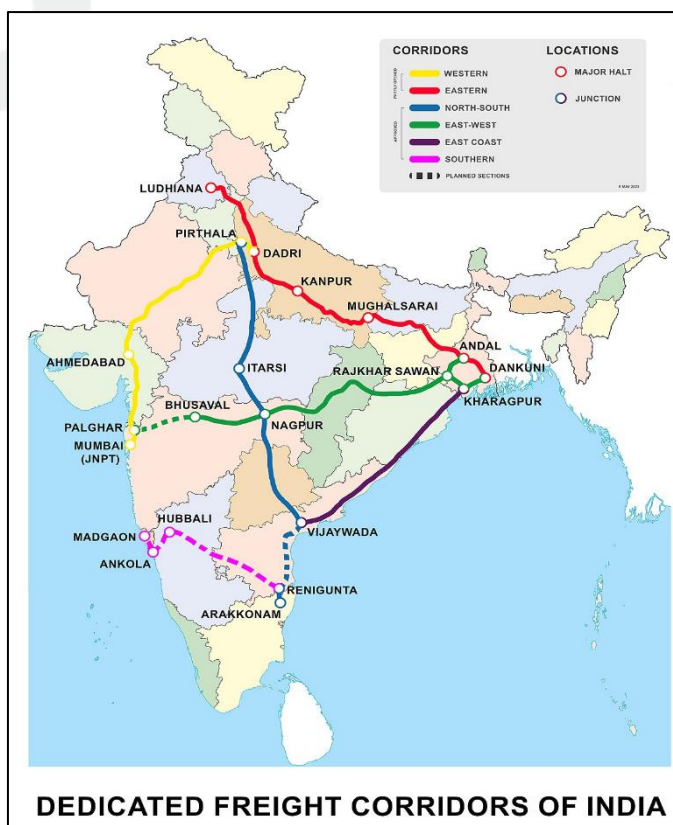 CORRIDORS
WESTERN
EASTERN
NORTH-SOUTH
EAST-WEST
EAST COAST
SOUTHERN
PLANNED SECTIONS
APPROVED
LOCATIONS
MAJOR HALT
JUNCTION
LUDHIANA
PIRTHALA
DADRI
KANPUR
MUGHALSARAI
ANDAL
AHMEDABAD
ITARSI
RAJKHAR SAWAN
DANKUNI
BHUSAVAL
KHARAGPUR
PALGHAR
NAGPUR
MUMBAI
(JNPT)
HUBBALI
VIJAYWADA
MADGAON
ANKOLA
RENIGUNTA
ARAKKONAM
DEDICATED FREIGHT CORRIDORS OF INDIA